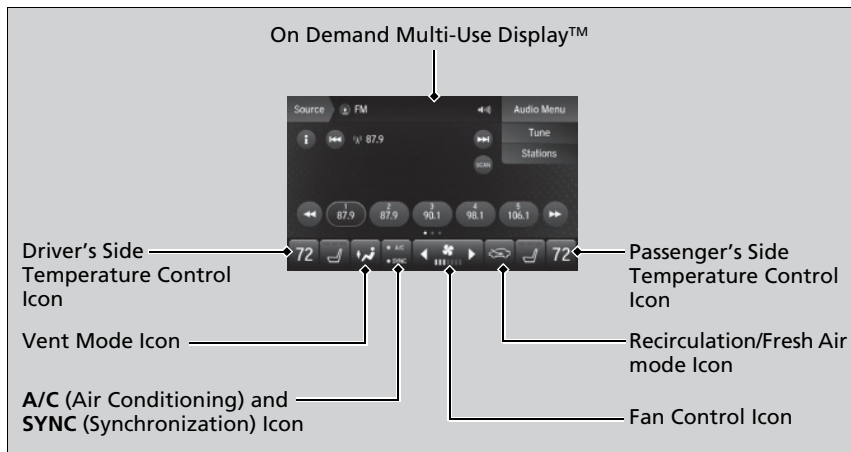 On Demand Multi-Use Display™
Source FM Audio Menu
i 87.9 Tune
Stations
SCAN
1 2 3 4 5
87.9 87.9 90.1 98.1 106.1
72 A/C 72
SYNC
Driver's Side
Temperature Control
Icon
Vent Mode Icon
A/C (Air Conditioning) and
SYNC (Synchronization) Icon
Passenger's Side
Temperature Control
Icon
Recirculation/Fresh Air
mode Icon
Fan Control Icon